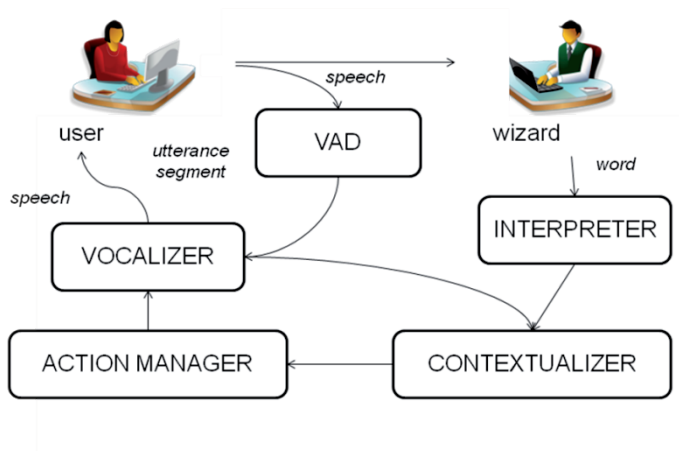 speech
user
wizard
VAD
utterance
segment
word
speech
INTERPRETER
VOCALIZER
ACTION MANAGER
CONTEXTUALIZER